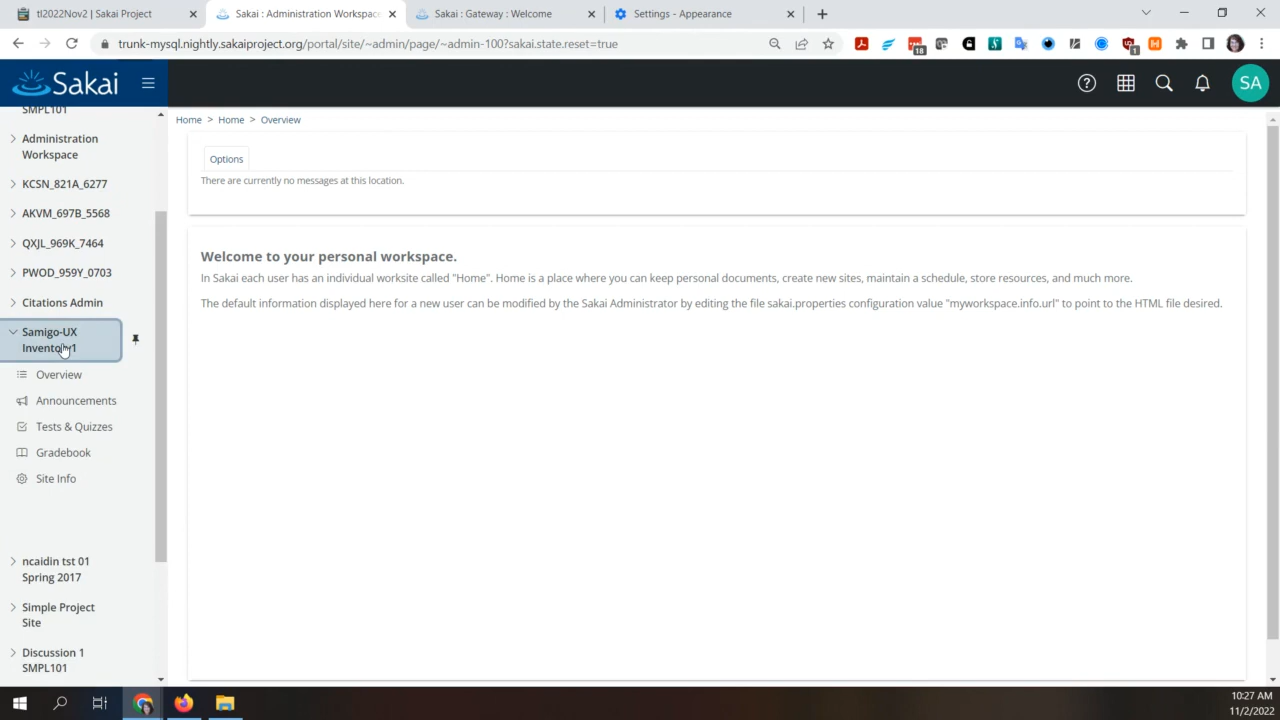 tl2022Nov2 | Sakai Project
Sakai : Administration Workspace
Sakai : Gateway : Welcome
Settings - Appearance
trunk-mysql.nightly.sakaiproject.org/portal/site/~admin/page/~admin-100?sakai.state.reset=true
18
1
Sakai
SA
SMPL101
Administration
Workspace
KCSN_821A_6277
AKVM_697B_5568
QXJL_969K_7464
PWOD_959Y_0703
Citations Admin
Samigo-UX
Inventory1
Overview
Announcements
Tests & Quizzes
Gradebook
Site Info
ncaidin tst 01
Spring 2017
Simple Project
Site
Discussion 1
SMPL101
Home > Home > Overview
Options
There are currently no messages at this location.
Welcome to your personal workspace.
In Sakai each user has an individual worksite called "Home". Home is a place where you can keep personal documents, create new sites, maintain a schedule, store resources, and much more.
The default information displayed here for a new user can be modified by the Sakai Administrator by editing the file sakai.properties configuration value "myworkspace.info.url" to point to the HTML file desired.
10:27 AM
11/2/2022